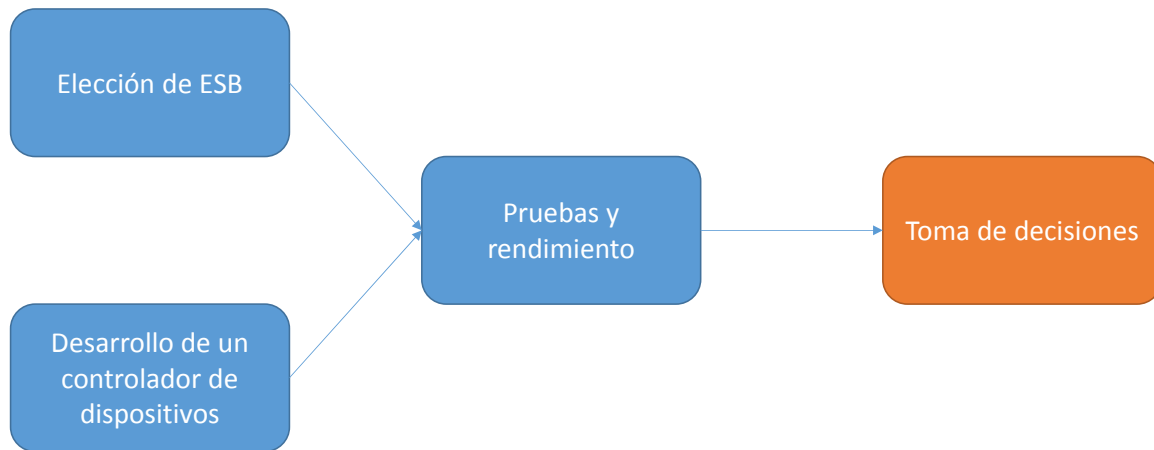 Elección de ESB
Pruebas y
rendimiento
Toma de decisiones
Desarrollo de un
controlador de
dispositivos